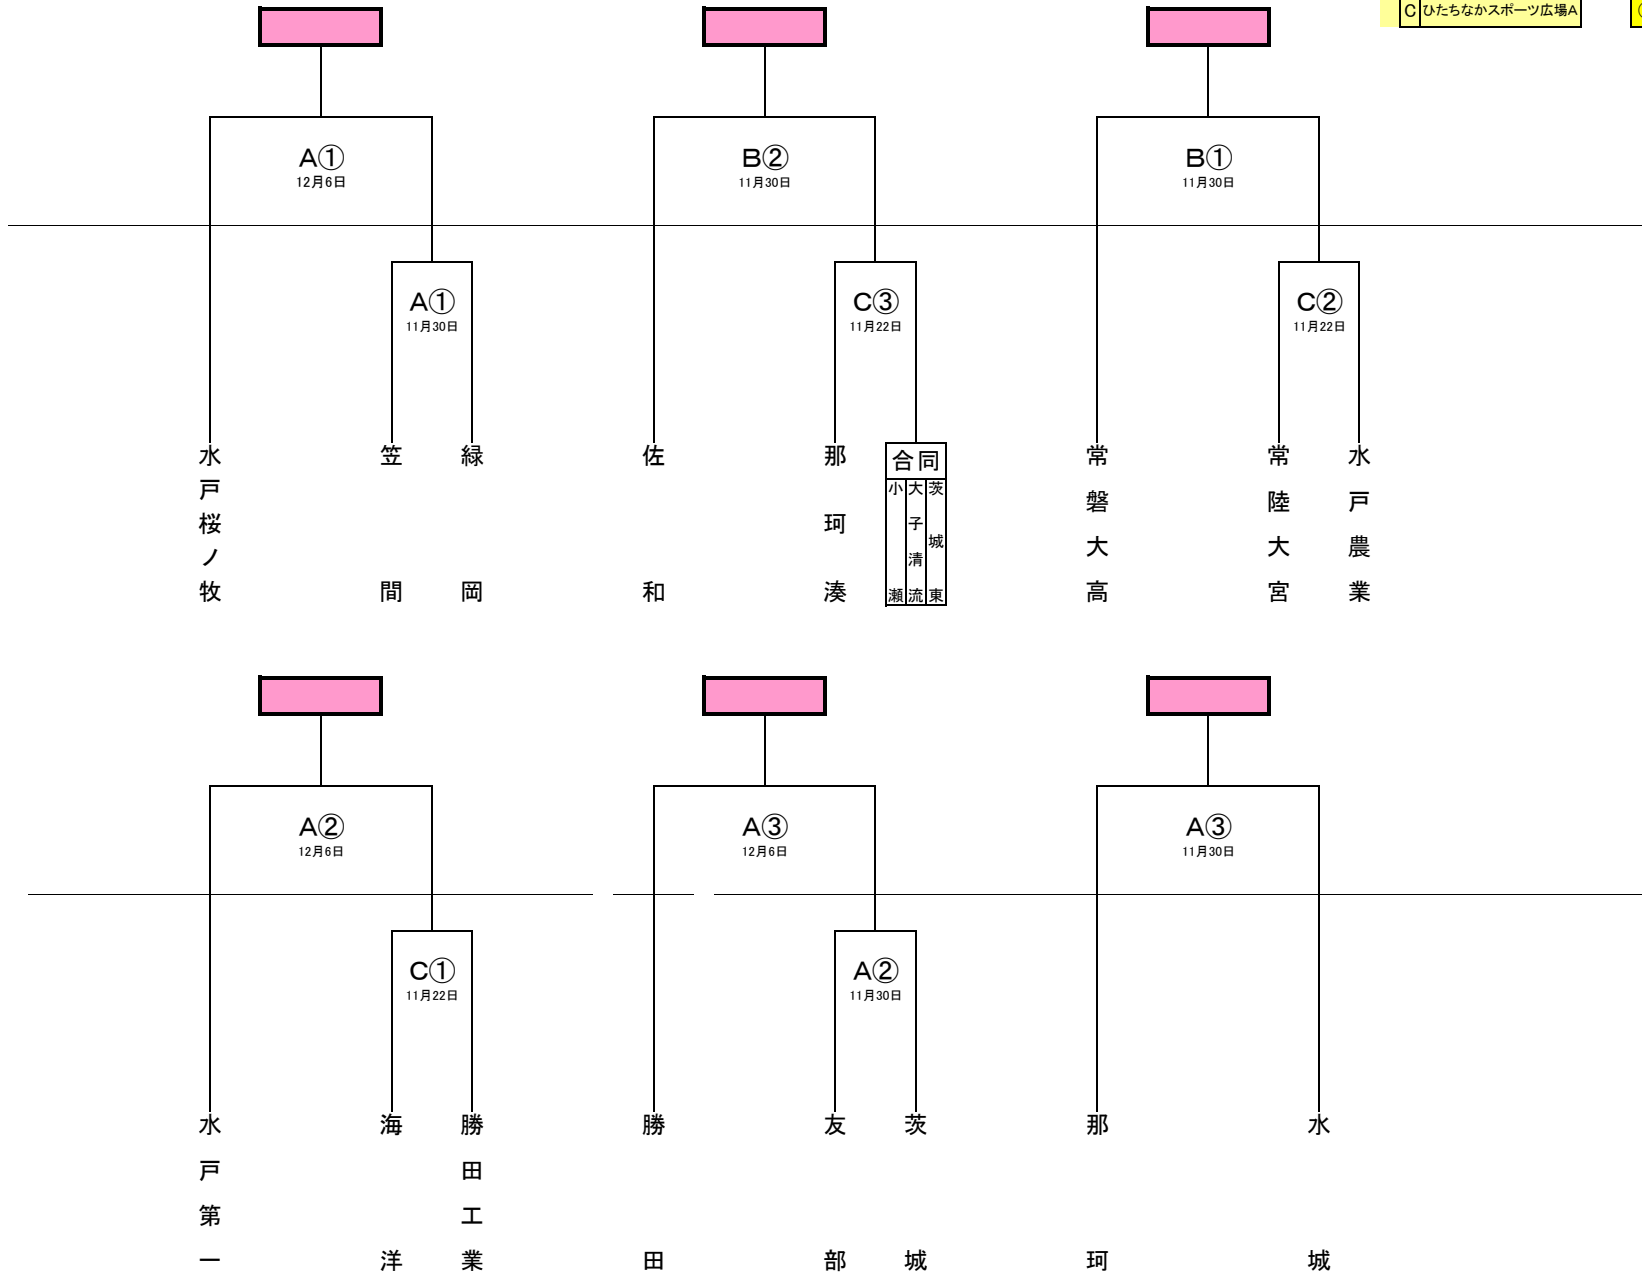 C ひたちなかスポーツ広場A
A①
12月6日
B②
11月30日
B①
11月30日
A①
11月30日
C③
11月22日
C②
11月22日
水戸桜ノ牧
笠間
緑岡
佐和
那珂湊
合同
小瀬
大子清流
茨城東
常磐大高
常陸大宮
水戸農業
A②
12月6日
A③
12月6日
A③
11月30日
C①
11月22日
A②
11月30日
水戸第一
海洋
勝田工業
勝田
友部
茨城
那珂
水城